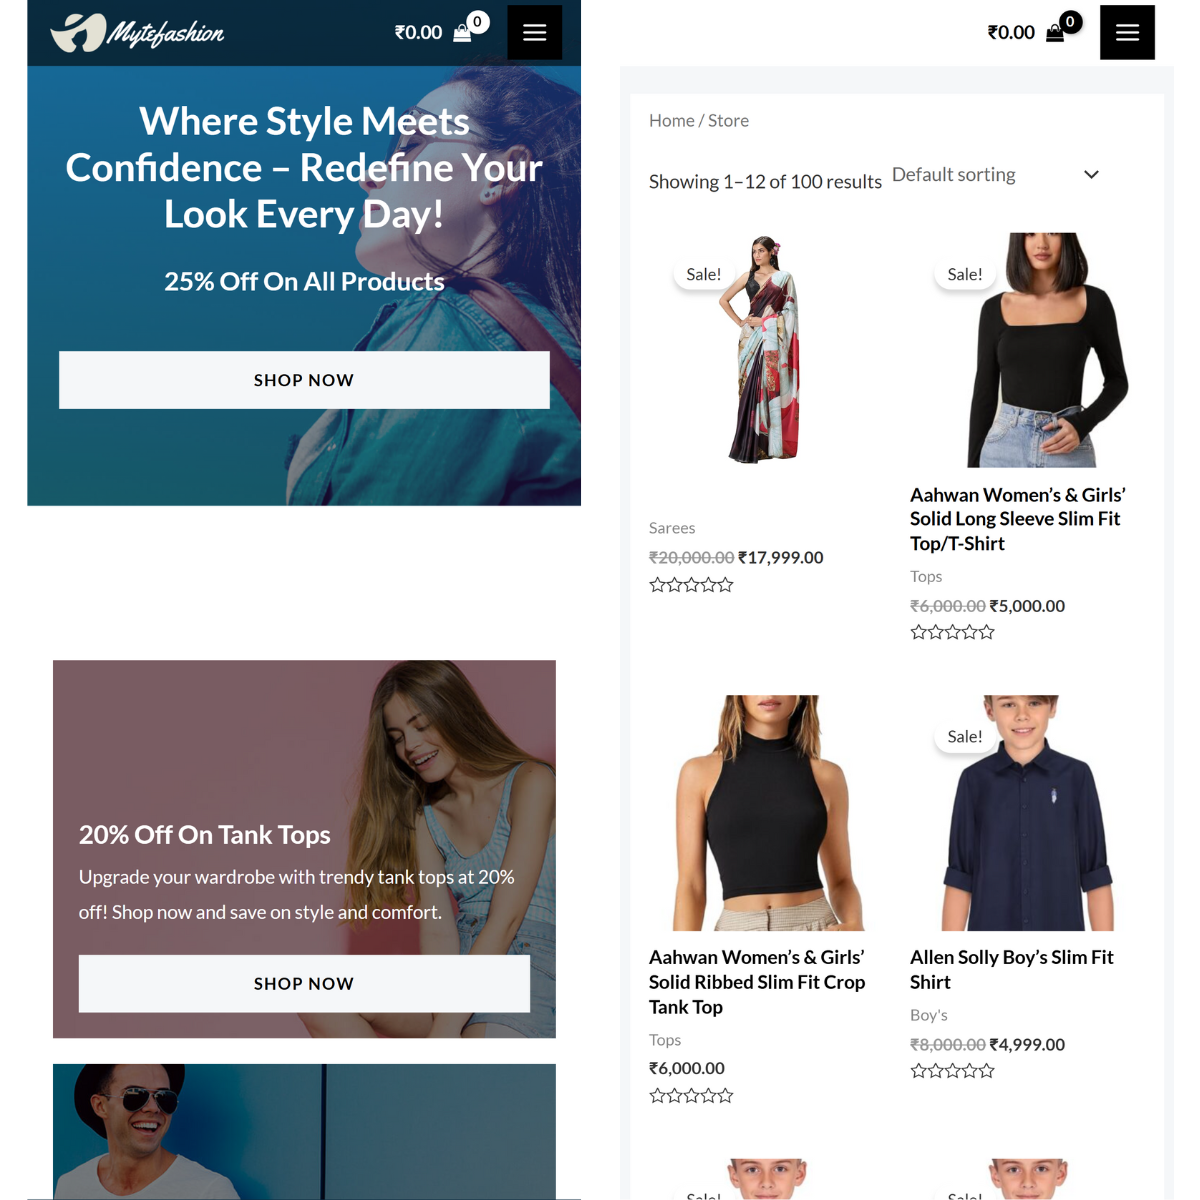 Mytefashion
₹0.00
0
Where Style Meets
Confidence – Redefine Your
Look Every Day!
25% Off On All Products
SHOP NOW
20% Off On Tank Tops
Upgrade your wardrobe with trendy tank tops at 20%
off! Shop now and save on style and comfort.
SHOP NOW
₹0.00
0
Home / Store
Showing 1–12 of 100 results
Default sorting
Sale!
Sarees
₹20,000.00 ₹17,999.00
Sale!
Aahwan Women’s & Girls’
Solid Long Sleeve Slim Fit
Top/T-Shirt
Tops
₹6,000.00 ₹5,000.00
Aahwan Women’s & Girls’
Solid Ribbed Slim Fit Crop
Tank Top
Tops
₹6,000.00
Sale!
Allen Solly Boy’s Slim Fit
Shirt
Boy's
₹8,000.00 ₹4,999.00
Sale!
Sale!